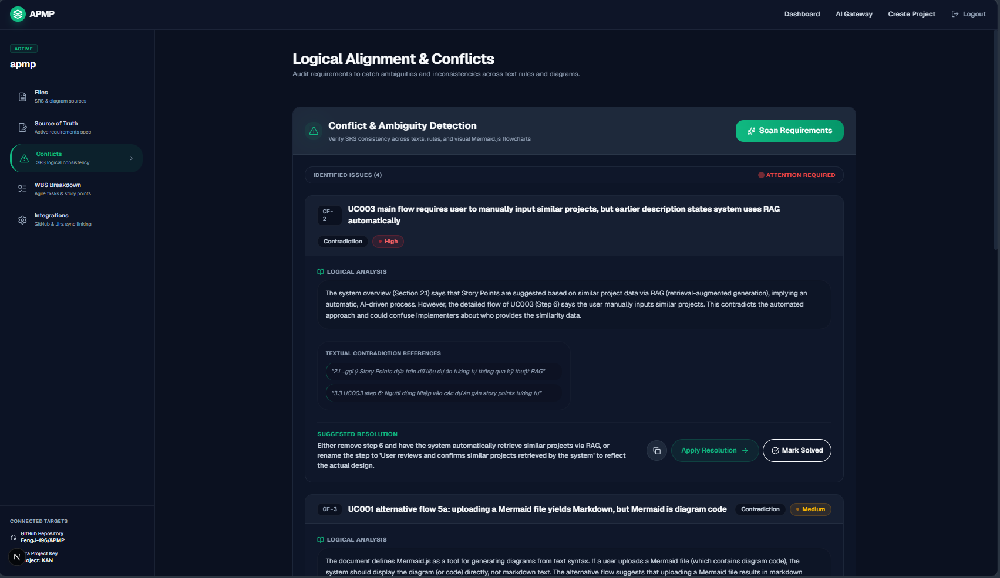 APMP
Dashboard
AI Gateway
Create Project
Logout
ACTIVE
apmp
Files
SRS & diagram sources
Source of Truth
Active requirements spec
Conflicts
SRS logical consistency
WBS Breakdown
Agile tasks & story points
Integrations
GitHub & Jira sync linking
CONNECTED TARGETS
GitHub Repository
FengJ-196/APMP
ra Project Key
roject: KAN
N
Logical Alignment & Conflicts
Audit requirements to catch ambiguities and inconsistencies across text rules and diagrams.
Conflict & Ambiguity Detection
Verify SRS consistency across texts, rules, and visual Mermaid.js flowcharts
Scan Requirements
IDENTIFIED ISSUES (4)
ATTENTION REQUIRED
CF-
2
UC003 main flow requires user to manually input similar projects, but earlier description states system uses RAG
automatically
Contradiction
High
LOGICAL ANALYSIS
The system overview (Section 2.1) says that Story Points are suggested based on similar project data via RAG (retrieval-augmented generation), implying an
automatic, AI-driven process. However, the detailed flow of UC003 (Step 6) says the user manually inputs similar projects. This contradicts the automated
approach and could confuse implementers about who provides the similarity data.
TEXTUAL CONTRADICTION REFERENCES
"2.1 ...gợi ý Story Points dựa trên dữ liệu dự án tương tự thông qua kỹ thuật RAG"
"3.3 UC003 step 6: Người dùng Nhập vào các dự án gán story points tương tự"
SUGGESTED RESOLUTION
Either remove step 6 and have the system automatically retrieve similar projects via RAG, or
rename the step to 'User reviews and confirms similar projects retrieved by the system' to reflect
the actual design.
Apply Resolution
Mark Solved
CF-3
UC001 alternative flow 5a: uploading a Mermaid file yields Markdown, but Mermaid is diagram code
Contradiction
Medium
LOGICAL ANALYSIS
The document defines Mermaid.js as a tool for generating diagrams from text syntax. If a user uploads a Mermaid file (which contains diagram code), the
system should display the diagram (or code) directly, not markdown text. The alternative flow suggests that uploading a Mermaid file results in markdown